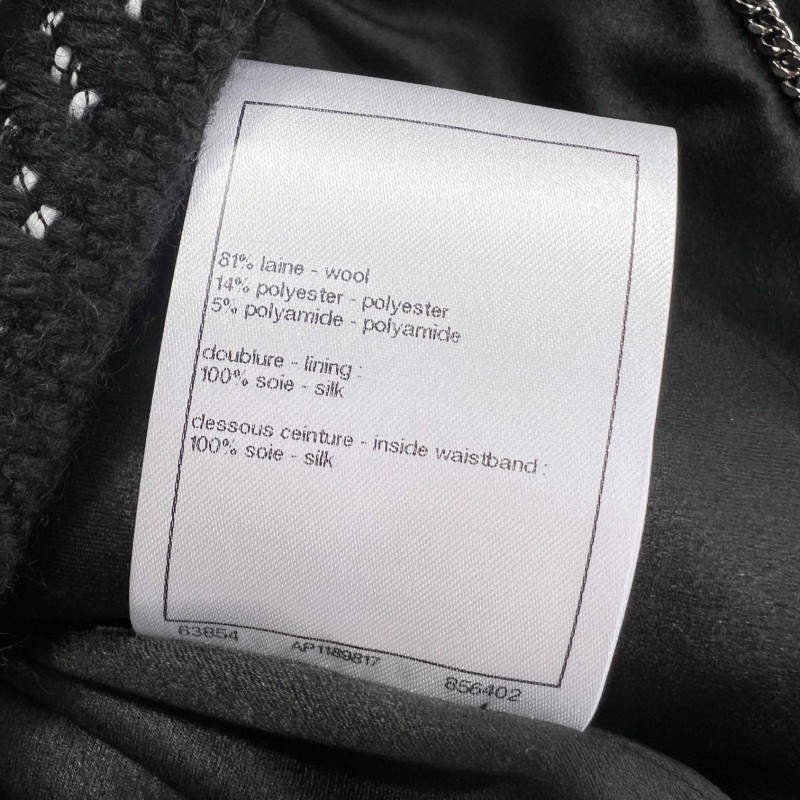 81% laine - wool
14% polyester - polyester
5% polyamide - polyamide
doublure - lining :
100% soie - silk
dessous ceinture - inside waistband :
100% soie - silk
63854 AP1189817 856402